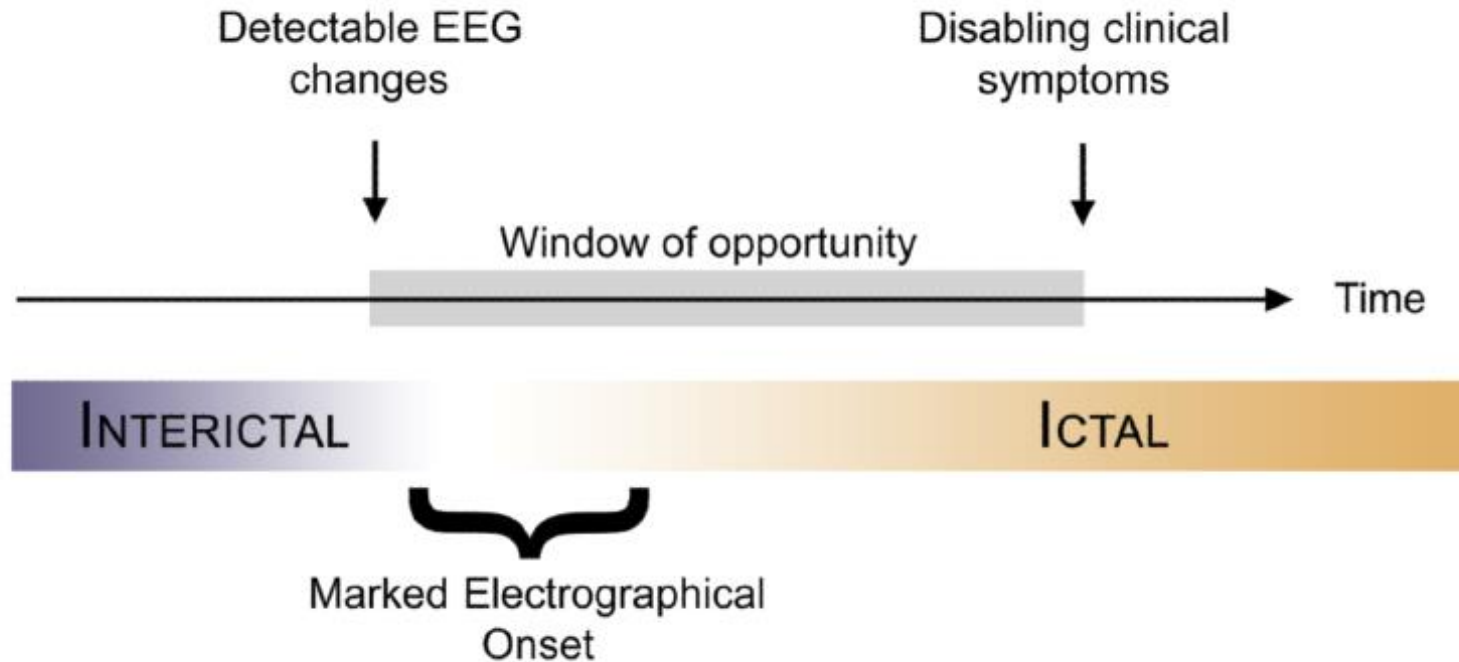 Detectable EEG
changes
Disabling clinical
symptoms
Window of opportunity
Time
INTERICTAL
ICTAL
Marked Electrographical
Onset